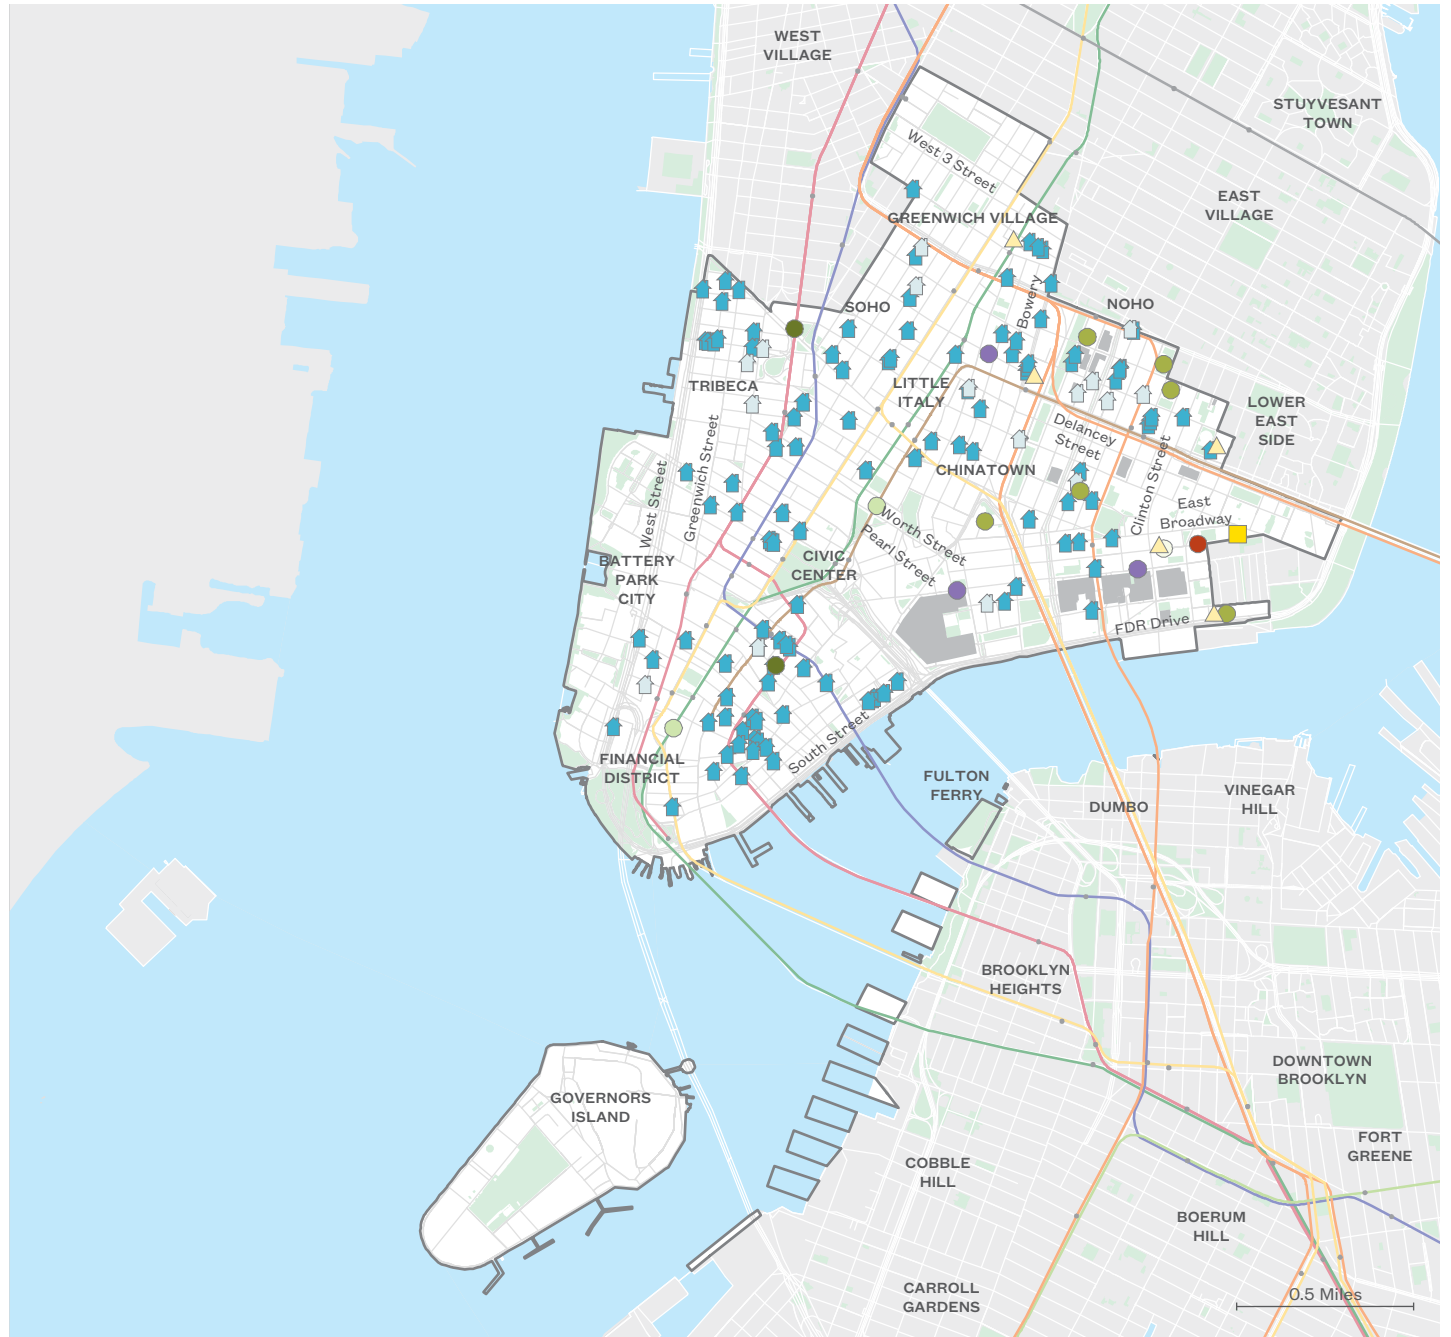 WEST
VILLAGE
STUYVESANT
TOWN
West 3 Street
EAST
VILLAGE
GREENWICH VILLAGE
SOHO
Bowery
NOHO
TRIBECA
LITTLE
ITALY
LOWER
EAST
SIDE
Delancey
Street
Greenwich Street
West Street
CHINATOWN
Clinton Street
East
Broadway
Worth Street
Pearl Street
CIVIC
CENTER
BATTERY
PARK
CITY
FDR Drive
South Street
FINANCIAL
DISTRICT
FULTON
FERRY
DUMBO
VINEGAR
HILL
BROOKLYN
HEIGHTS
DOWNTOWN
BROOKLYN
GOVERNORS
ISLAND
FORT
GREENE
COBBLE
HILL
BOERUM
HILL
CARROLL
GARDENS
0.5 Miles